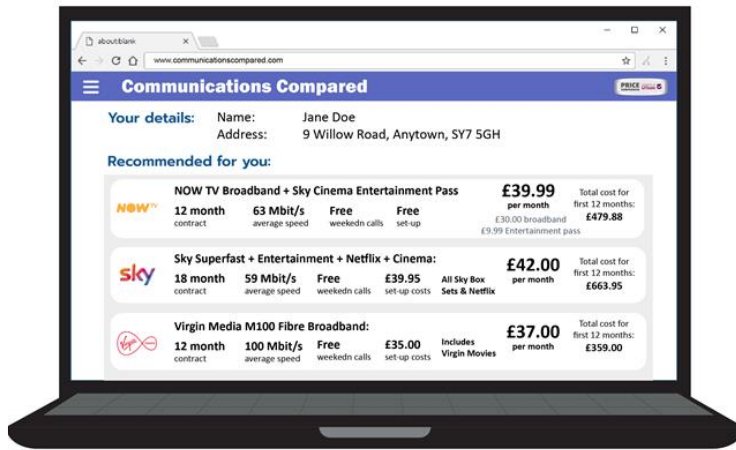 about:blank
www.communicationscompared.com
Communications Compared
PRICE
Your details: Name: Jane Doe
Address: 9 Willow Road, Anytown, SY7 5GH
Recommended for you:
NOW TV
NOW TV Broadband + Sky Cinema Entertainment Pass
12 month 63 Mbit/s Free Free
contract average speed weekedn calls set-up
£39.99
per month
£30.00 broadband
£9.99 Entertainment pass
Total cost for
first 12 months:
£479.88
sky
Sky Superfast + Entertainment + Netflix + Cinema:
18 month 59 Mbit/s Free £39.95 All Sky Box
contract average speed weekedn calls set-up costs Sets & Netflix
£42.00
per month
Total cost for
first 12 months:
£663.95
Virgin
Virgin Media M100 Fibre Broadband:
12 month 100 Mbit/s Free £35.00 Includes
contract average speed weekedn calls set-up costs Virgin Movies
£37.00
per month
Total cost for
first 12 months:
£359.00